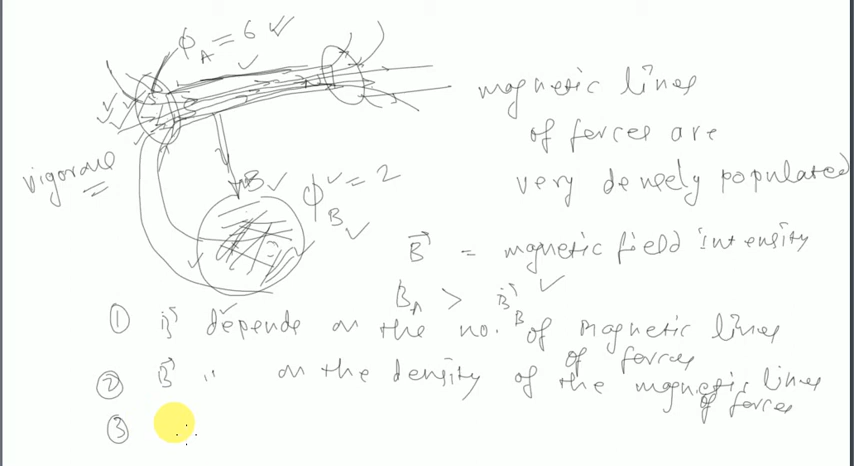 ϕA = 6
magnetic lines
of forces are
very densely populated
vigorous
B
ϕB = 2
B⃗ = magnetic field intensity
BA > B⃗B
① B⃗ depends on the no. of magnetic lines
of forces
② B⃗ " on the density of the magnetic lines
of forces
③